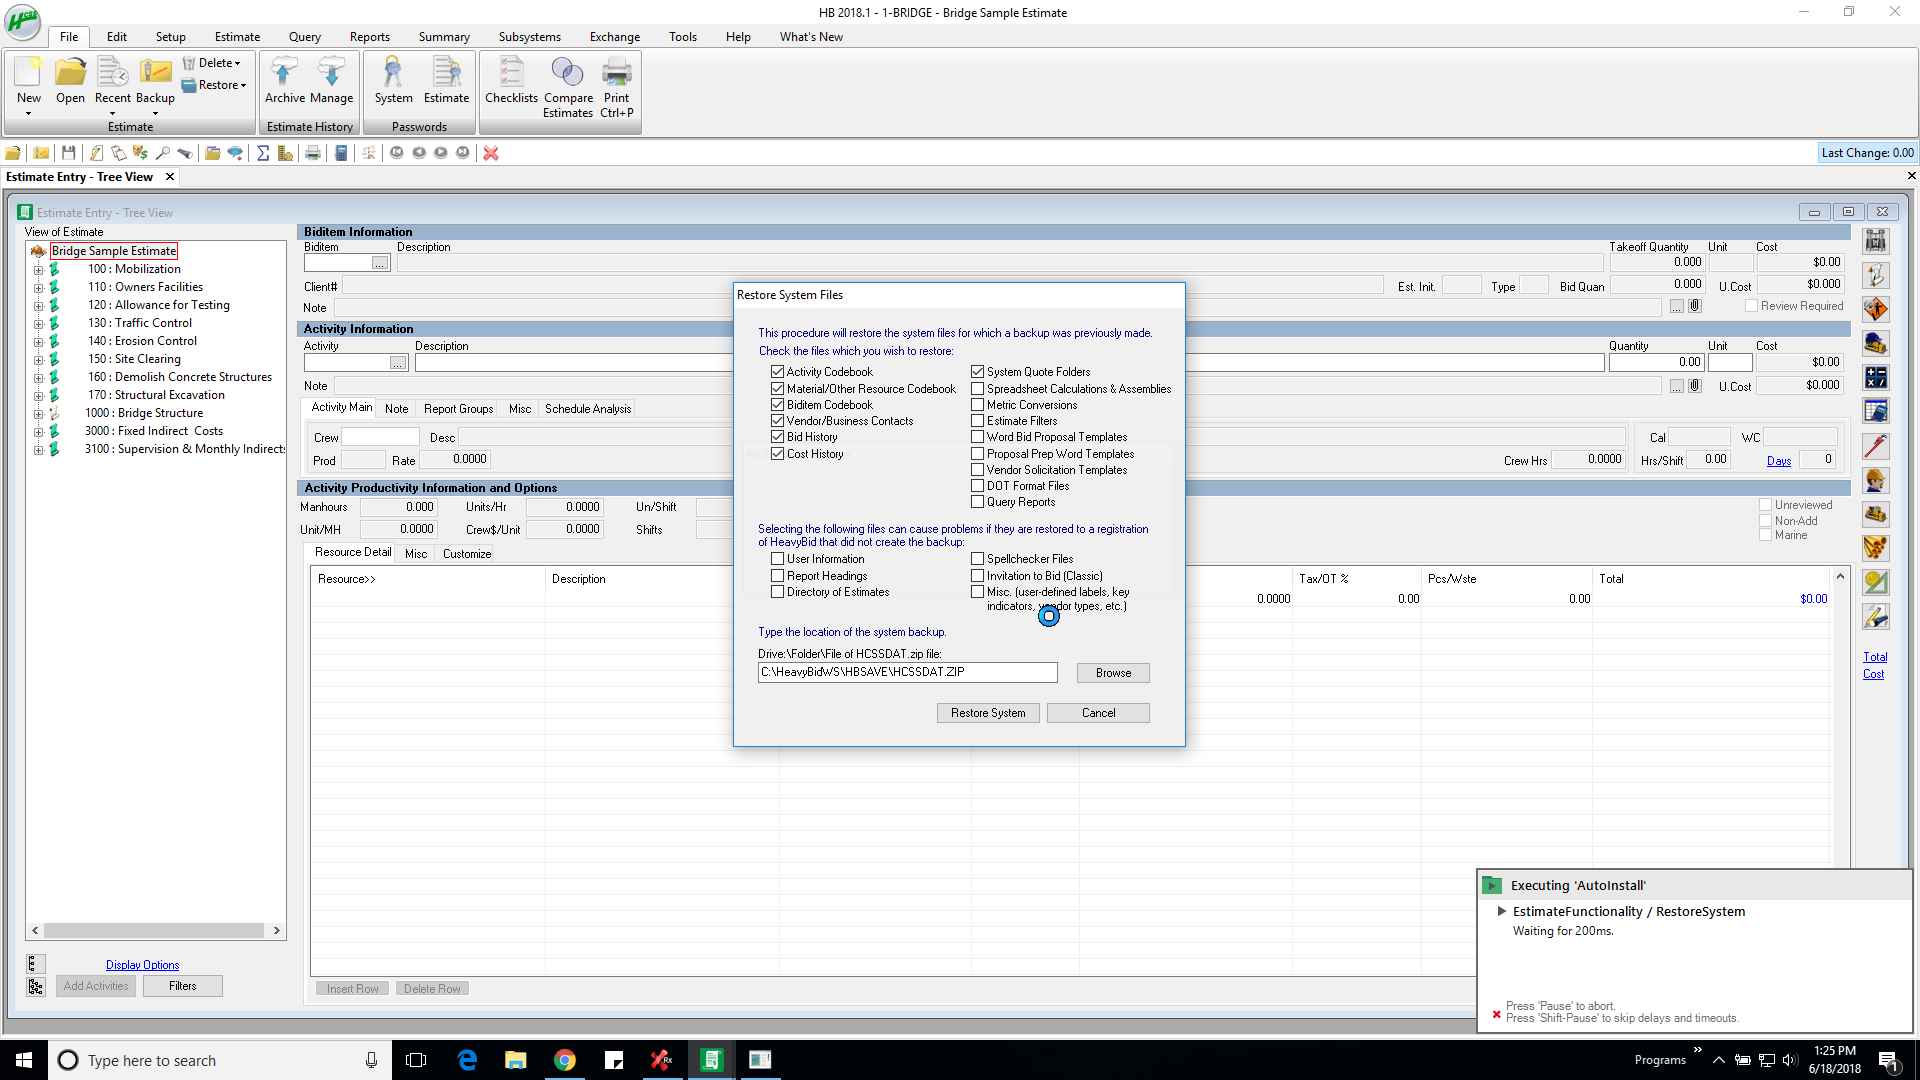 HB 2018.1 - 1-BRIDGE - Bridge Sample Estimate
File Edit Setup Estimate Query Reports Summary Subsystems Exchange Tools Help What's New
New Open Recent Backup Delete Restore
Archive Manage System Estimate Checklists Compare Estimates Print Ctrl+P
Estimate Estimate History Passwords
Last Change: 0.00
Estimate Entry - Tree View
Estimate Entry - Tree View
View of Estimate
Bridge Sample Estimate
100 : Mobilization
110 : Owners Facilities
120 : Allowance for Testing
130 : Traffic Control
140 : Erosion Control
150 : Site Clearing
160 : Demolish Concrete Structures
170 : Structural Excavation
1000 : Bridge Structure
3000 : Fixed Indirect Costs
3100 : Supervision & Monthly Indirects
Display Options
Add Activities Filters
Biditem Information
Biditem Description Takeoff Quantity Unit Cost
... 0.000 $0.00
Client# Est. Init. Type Bid Quan 0.000 U.Cost $0.000
Note ... Review Required
Activity Information
Activity Description Quantity Unit Cost
... 0.00 $0.00
Note ... U.Cost $0.000
Activity Main Note Report Groups Misc Schedule Analysis
Crew Desc Cal WC
Prod Rate 0.0000 Crew Hrs 0.0000 Hrs/Shift 0.00 Days 0
Activity Productivity Information and Options
Manhours 0.000 Units/Hr 0.000 Un/Shift
Unit/MH 0.0000 Crew$/Unit 0.0000 Shifts
Unreviewed
Non-Add
Marine
Resource Detail Misc Customize
Resource>> Description Tax/OT % Pcs/Wste Total
0.0000 0.00 0.00 $0.00
Insert Row Delete Row
Total
Cost
Restore System Files
This procedure will restore the system files for which a backup was previously made.
Check the files which you wish to restore:
Activity Codebook
Material/Other Resource Codebook
Biditem Codebook
Vendor/Business Contacts
Bid History
Cost History
System Quote Folders
Spreadsheet Calculations & Assemblies
Metric Conversions
Estimate Filters
Word Bid Proposal Templates
Proposal Prep Word Templates
Vendor Solicitation Templates
DOT Format Files
Query Reports
Selecting the following files can cause problems if they are restored to a registration
of HeavyBid that did not create the backup:
User Information
Report Headings
Directory of Estimates
Spellchecker Files
Invitation to Bid (Classic)
Misc. (user-defined labels, key
indicators, vendor types, etc.)
Type the location of the system backup.
Drive:\Folder\File of HCSSDAT.zip file:
C:\HeavyBidWS\HBSAVE\HCSSDAT.ZIP
Browse
Restore System Cancel
Executing 'AutoInstall'
EstimateFunctionality / RestoreSystem
Waiting for 200ms.
Press 'Pause' to abort.
Press 'Shift-Pause' to skip delays and timeouts.
Type here to search
Programs
1:25 PM
6/18/2018
1